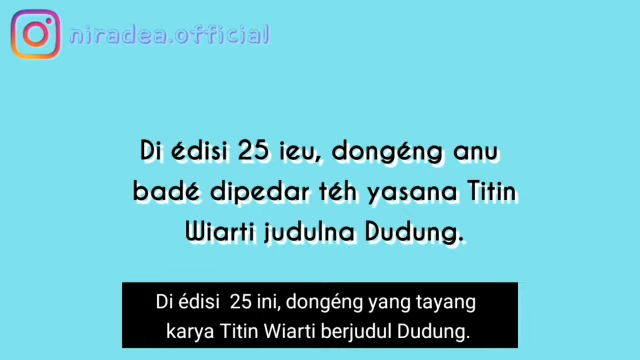 niradea.official
Di édisi 25 ieu, dongéng anu
badé dipedar téh yasana Titin
Wiarti judulna Dudung.
Di édisi 25 ini, dongéng yang tayang
karya Titin Wiarti berjudul Dudung.